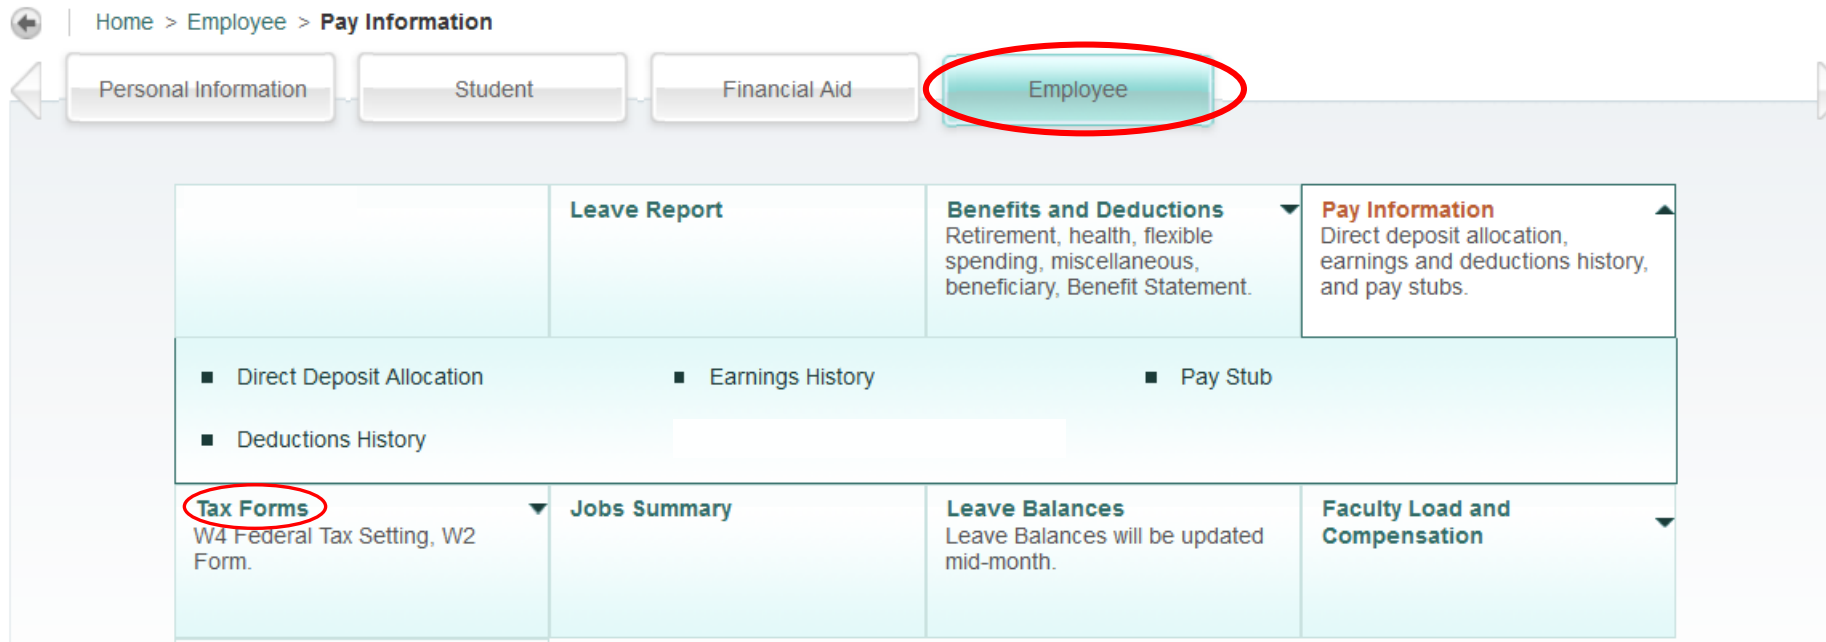 Home > Employee > Pay Information
Personal Information
Student
Financial Aid
Employee
Leave Report
Benefits and Deductions
Retirement, health, flexible
spending, miscellaneous,
beneficiary, Benefit Statement.
Pay Information
Direct deposit allocation,
earnings and deductions history,
and pay stubs.
Direct Deposit Allocation
Earnings History
Pay Stub
Deductions History
Tax Forms
W4 Federal Tax Setting, W2
Form.
Jobs Summary
Leave Balances
Leave Balances will be updated
mid-month.
Faculty Load and
Compensation